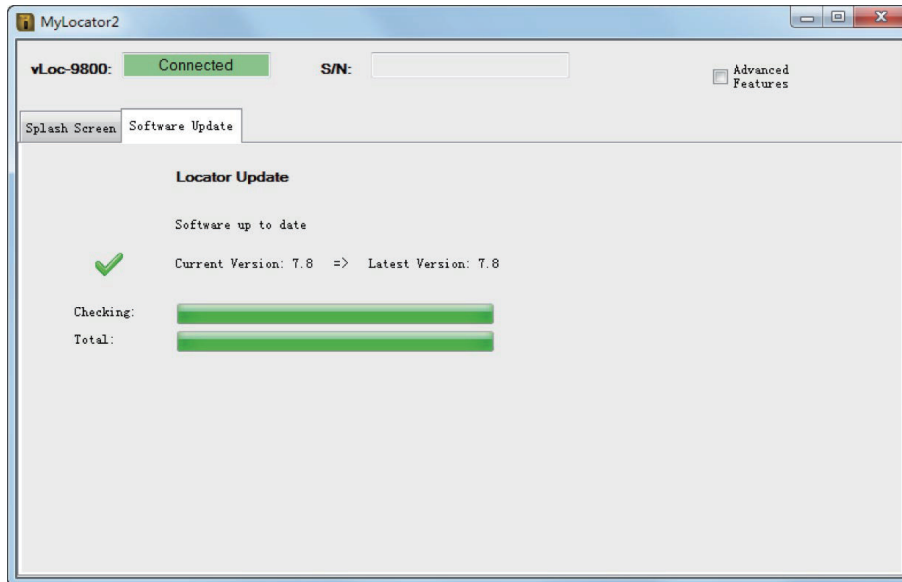 MyLocator2
vLoc-9800: Connected S/N: Advanced
Features
Splash Screen Software Update
Locator Update
Software up to date
Current Version: 7.8 => Latest Version: 7.8
Checking:
Total: